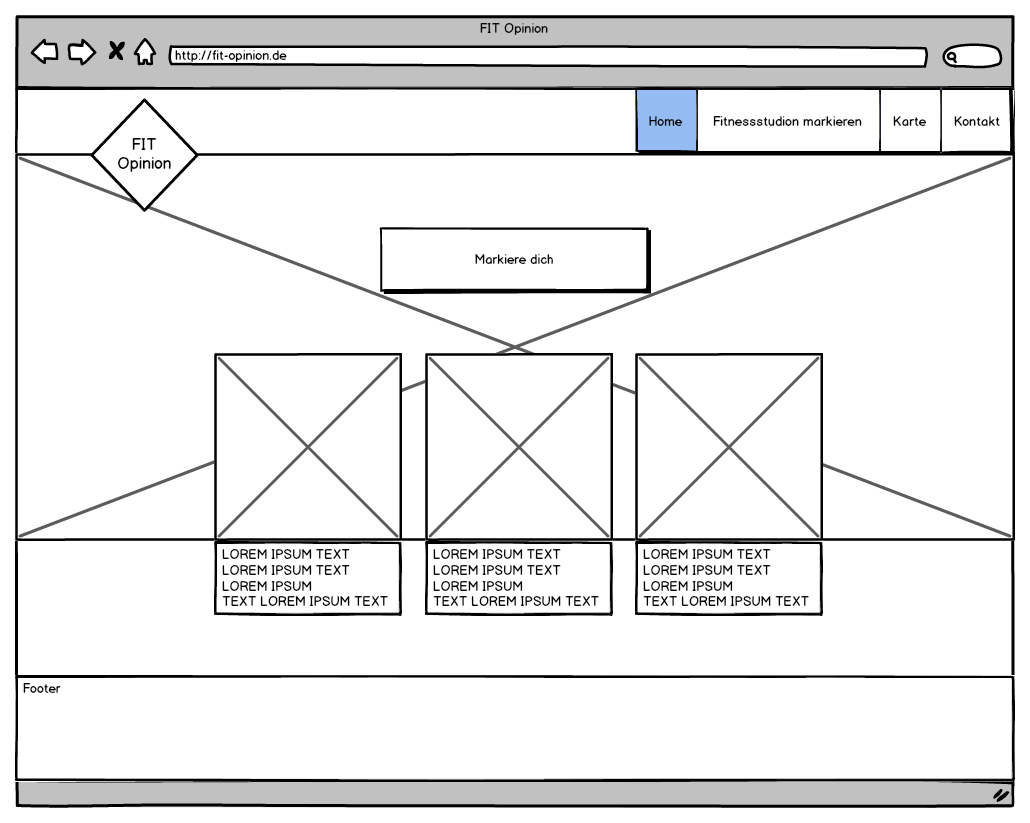 FIT Opinion
http://fit-opinion.de
Home
Fitnessstudion markieren
Karte
Kontakt
FIT
Opinion
Markiere dich
LOREM IPSUM TEXT
LOREM IPSUM TEXT
LOREM IPSUM
TEXT LOREM IPSUM TEXT
LOREM IPSUM TEXT
LOREM IPSUM TEXT
LOREM IPSUM
TEXT LOREM IPSUM TEXT
LOREM IPSUM TEXT
LOREM IPSUM TEXT
LOREM IPSUM
TEXT LOREM IPSUM TEXT
Footer